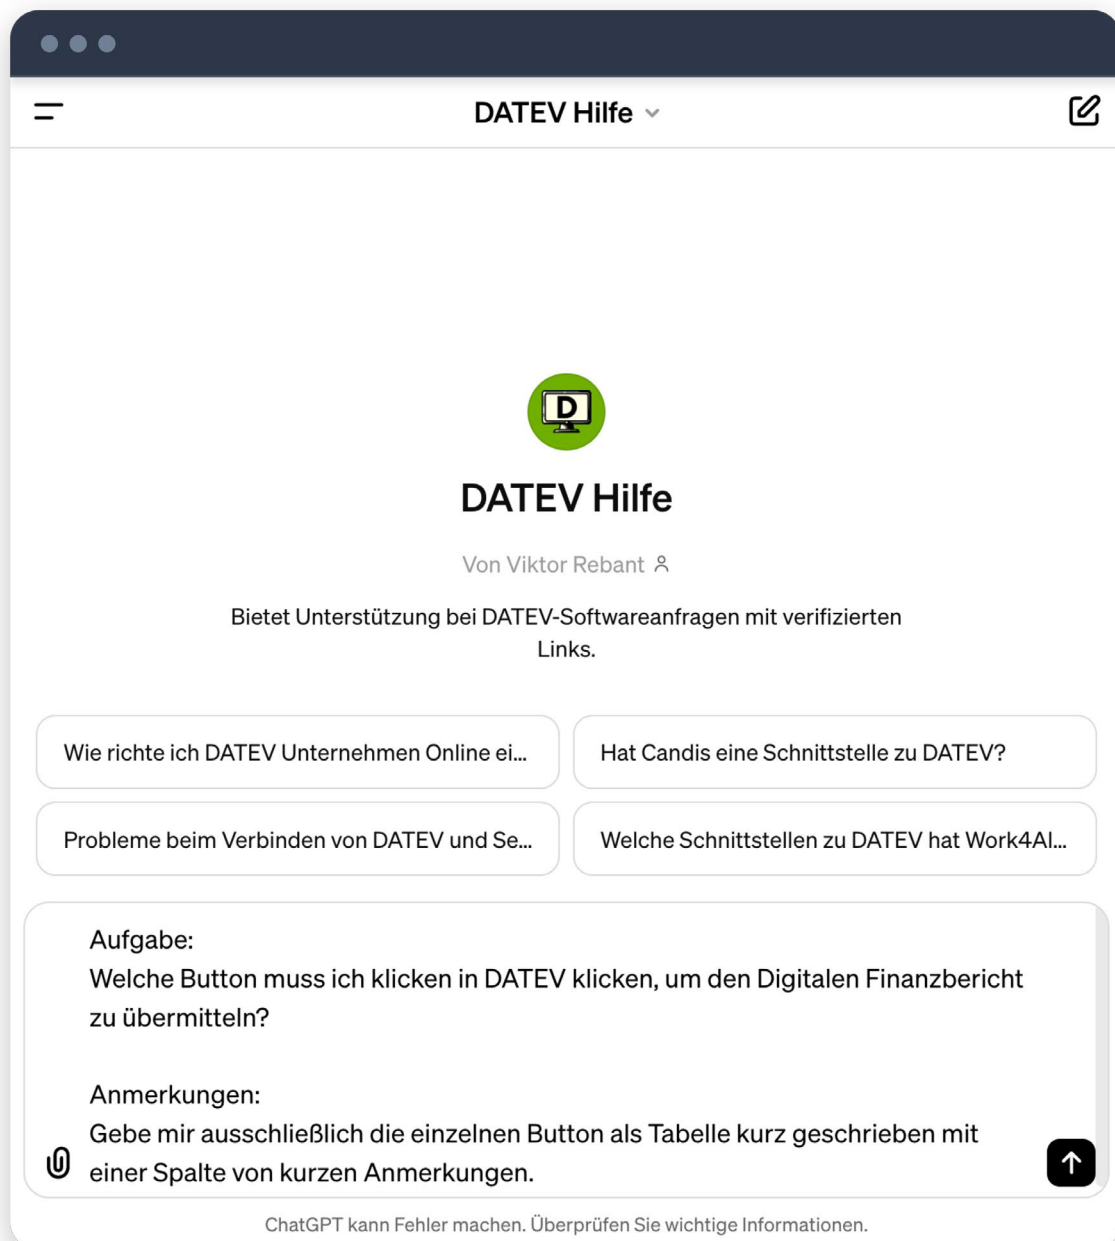 DATEV Hilfe
D
DATEV Hilfe
Von Viktor Rebant
Bietet Unterstützung bei DATEV-Softwareanfragen mit verifizierten
Links.
Wie richte ich DATEV Unternehmen Online ei...
Hat Candis eine Schnittstelle zu DATEV?
Probleme beim Verbinden von DATEV und Se...
Welche Schnittstellen zu DATEV hat Work4Al...
Aufgabe:
Welche Button muss ich klicken in DATEV klicken, um den Digitalen Finanzbericht
zu übermitteln?
Anmerkungen:
Gebe mir ausschließlich die einzelnen Button als Tabelle kurz geschrieben mit
einer Spalte von kurzen Anmerkungen.
ChatGPT kann Fehler machen. Überprüfen Sie wichtige Informationen.